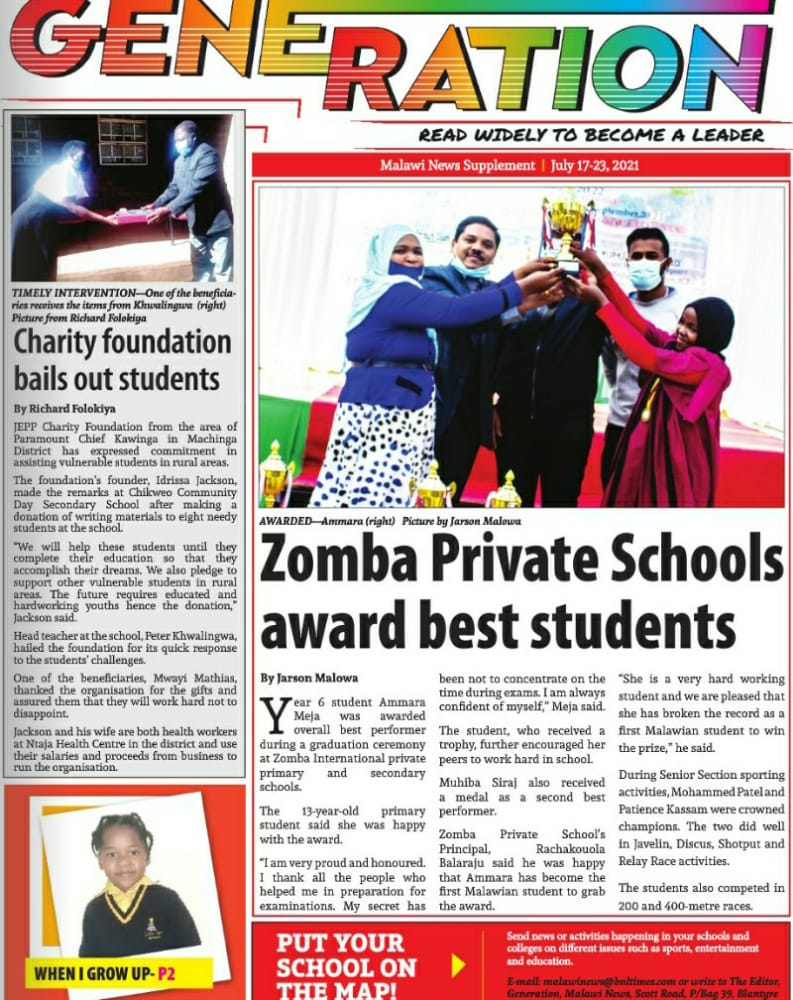 GENERATION
READ WIDELY TO BECOME A LEADER
Malawi News Supplement | July 17-23, 2021
TIMELY INTERVENTION—One of the beneficia-
ries receives the items from Khwalingwa (right)
Picture from Richard Folokiya
Charity foundation
bails out students
By Richard Folokiya
JEPP Charity Foundation from the area of
Paramount Chief Kawinga in Machinga
District has expressed commitment in
assisting vulnerable students in rural areas.
The foundation's founder, Idrissa Jackson,
made the remarks at Chikweo Community
Day Secondary School after making a
donation of writing materials to eight needy
students at the school.
"We will help these students until they
complete their education so that they
accomplish their dreams. We also pledge to
support other vulnerable students in rural
areas. The future requires educated and
hardworking youths hence the donation,"
Jackson said.
Head teacher at the school, Peter Khwalingwa,
hailed the foundation for its quick response
to the students' challenges.
One of the beneficiaries, Mwayi Mathias,
thanked the organisation for the gifts and
assured them that they will work hard not to
disappoint.
Jackson and his wife are both health workers
at Ntaja Health Centre in the district and use
their salaries and proceeds from business to
run the organisation.
WHEN I GROW UP- P2
AWARDED—Ammara (right) Picture by Jarson Malowa
Zomba Private Schools
award best students
By Jarson Malowa
Year 6 student Ammara
Meja was awarded
overall best performer
during a graduation ceremony
at Zomba International private
primary and secondary
schools.
The 13-year-old primary
student said she was happy
with the award.
"I am very proud and honoured.
I thank all the people who
helped me in preparation for
examinations. My secret has
been not to concentrate on the
time during exams. I am always
confident of myself," Meja said.
The student, who received a
trophy, further encouraged her
peers to work hard in school.
Muhiba Siraj also received
a medal as a second best
performer.
Zomba Private School's
Principal, Rachakouola
Balaraju said he was happy
that Ammara has become the
first Malawian student to grab
the award.
"She is a very hard working
student and we are pleased that
she has broken the record as a
first Malawian student to win
the prize," he said.
During Senior Section sporting
activities, Mohammed Patel and
Patience Kassam were crowned
champions. The two did well
in Javelin, Discus, Shotput and
Relay Race activities.
The students also competed in
200 and 400-metre races.
PUT YOUR
SCHOOL ON
THE MAP!
Send news or activities happening in your schools and
colleges on different issues such as sports, entertainment
and education.
E-mail: malawinews@bnltimes.com or write to The Editor,
Generation, Malawi News, Scott Road, P/Bag 39, Blantyre